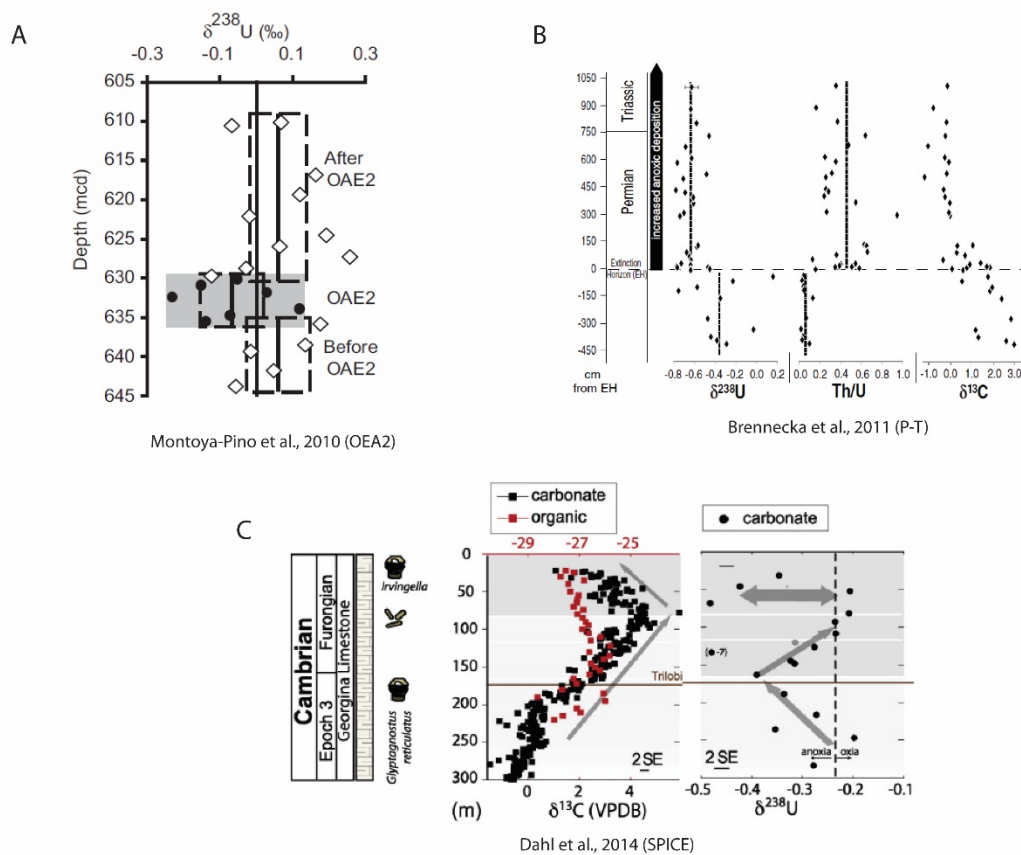 A
δ238U (‰)
-0.3 -0.1 0.1 0.3
605
610
615
620
625
630
635
640
645
Depth (mcd)
After
OAE2
OAE2
Before
OAE2
Montoya-Pino et al., 2010 (OEA2)
B
1050
900
750
600
450
300
150
0
-150
-300
-450
Triassic
Permian
Extinction
Horizon (EH)
increased anoxic deposition
cm
from EH
-0.8 -0.6 -0.4 -0.2 0.0 0.2
δ238U
0.0 0.2 0.4 0.6 0.8 1.0
Th/U
-1.0 0.0 1.0 2.0 3.0
δ13C
Brennecka et al., 2011 (P-T)
C
carbonate
organic
carbonate
-29 -27 -25
Cambrian
Furongian
Epoch 3
Georgina Limestone
Irvingella
Glyptagnostus
reticulatus
0
50
100
150
200
250
300
(m)
Trilobi
2SE
0 2 4
δ13C (VPDB)
2SE
anoxia oxia
-0.5 -0.4 -0.3 -0.2 -0.1
δ238U
Dahl et al., 2014 (SPICE)